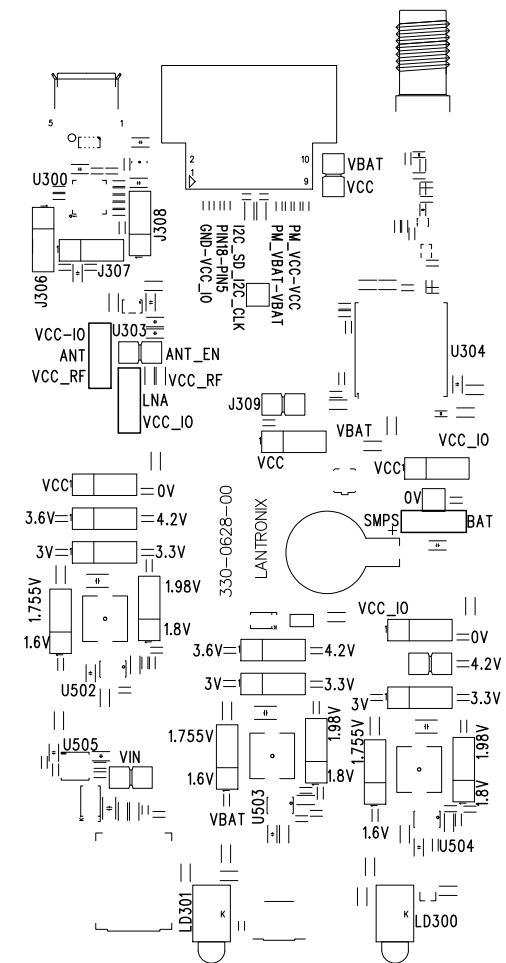 5 1
2 10
1 9
VBAT
VCC
U300
J308
J307
J306
GND-VCC_IO
PIN18-PIN5
I2C_SD_I2C_CLK
PM_VBAT-VBAT
PM_VCC-VCC
U303
VCC-IO
ANT
VCC_RF
ANT_EN
VCC_RF
LNA
VCC_IO
U304
1
J309
VBAT
VCC
VCC_IO
VCC
0V
SMPS
BAT
+
VCC
0V
3.6V
4.2V
3V
3.3V
330-0628-00
LANTRONIX
1.755V
1.98V
1.6V
1.8V
U502
VCC_IO
0V
3.6V
4.2V
4.2V
3V
3.3V
3V
3.3V
U505
VIN
K
1.755V
1.98V
1.6V
1.8V
VBAT
U503
1.755V
1.98V
1.6V
1.8V
U504
LD301
K
K
LD300